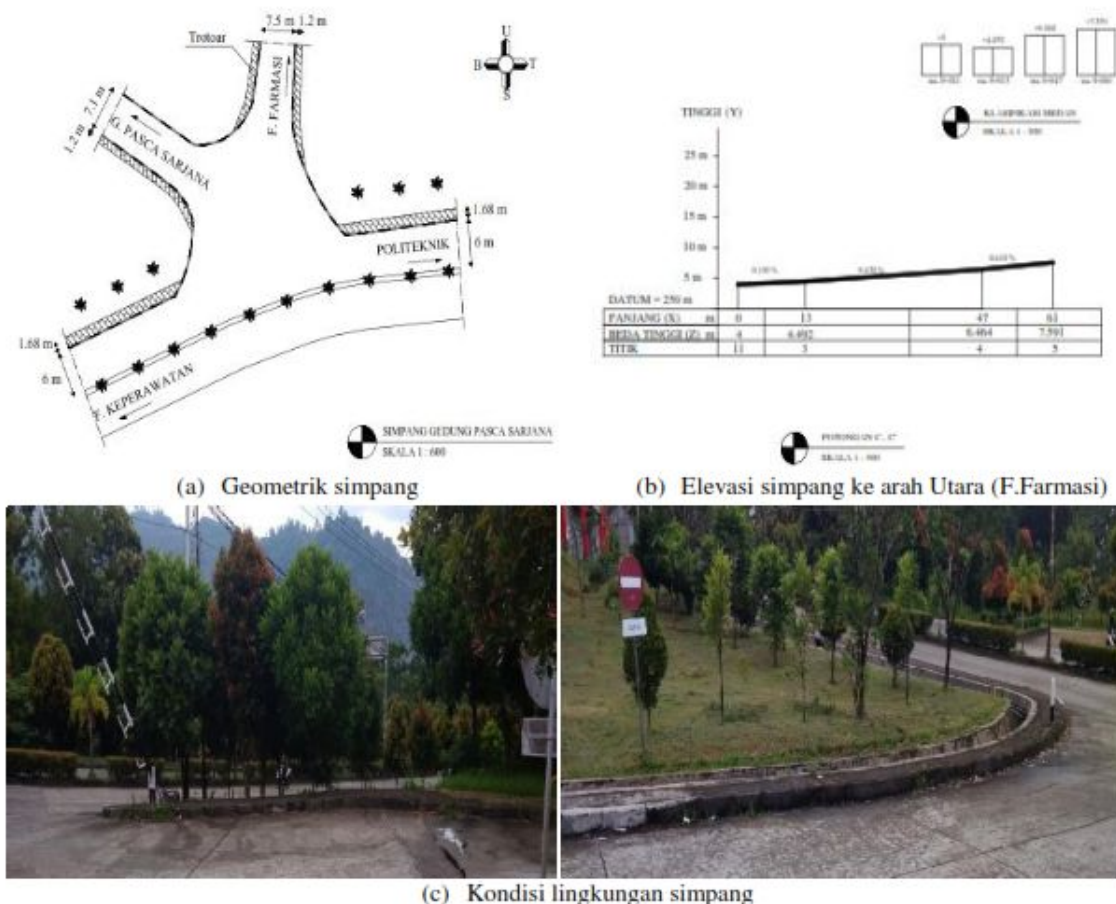 7.5 m 1.2 m
Trotoar
F. FARMASI
U
B T
S
7.1 m
1.2 m
G. PASCA SARJANA
1.68 m
POLITEKNIK
6 m
1.68 m
6 m
F. KEPERAWATAN
SIMPANG GEDUNG PASCA SARJANA
SKALA 1 : 600
(a) Geometrik simpang
TINGGI (Y)
25 m
20 m
15 m
10 m
5 m
DATUM = 250 m
PANJANG (X) m 0 13 47 61
BEDA TINGGI (Z) m 4 4.492 6.464 7.591
TITIK 11 3 4 5
(b) Elevasi simpang ke arah Utara (F.Farmasi)
(c) Kondisi lingkungan simpang